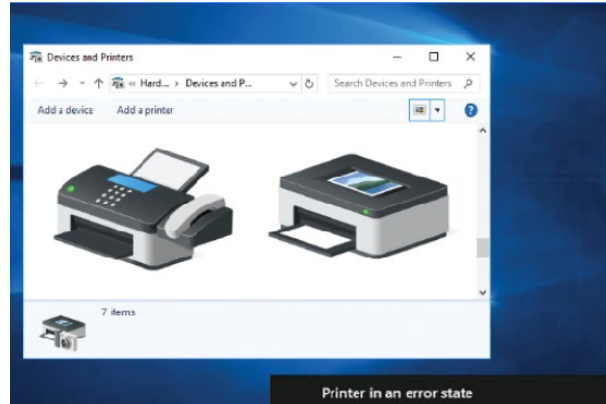 Devices and Printers
« Hard... › Devices and P...
Search Devices and Printers
Add a device
Add a printer
7 items
Printer in an error state